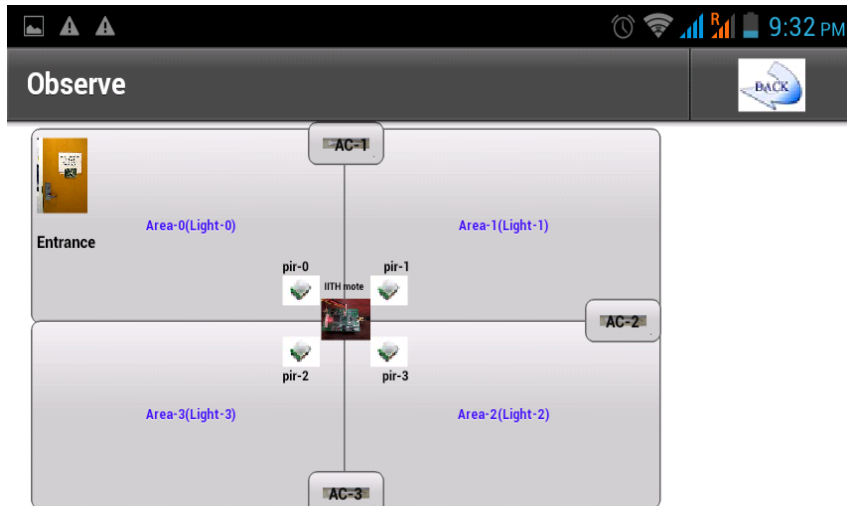 R
9:32 PM
Observe
BACK
AC-1
Area-0(Light-0)
Area-1(Light-1)
Entrance
pir-0
pir-1
IITH mote
AC-2
pir-2
pir-3
Area-3(Light-3)
Area-2(Light-2)
AC-3